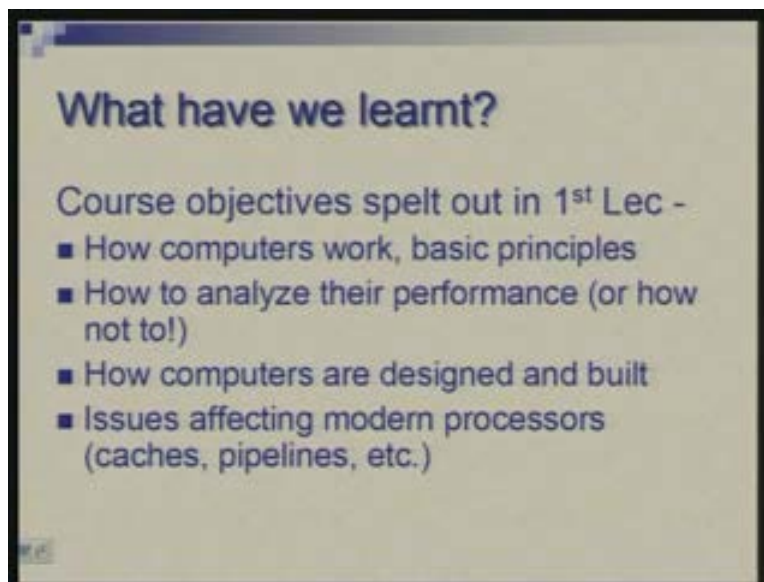 What have we learnt?
Course objectives spelt out in 1st Lec -
■ How computers work, basic principles
■ How to analyze their performance (or how
not to!)
■ How computers are designed and built
■ Issues affecting modern processors
(caches, pipelines, etc.)